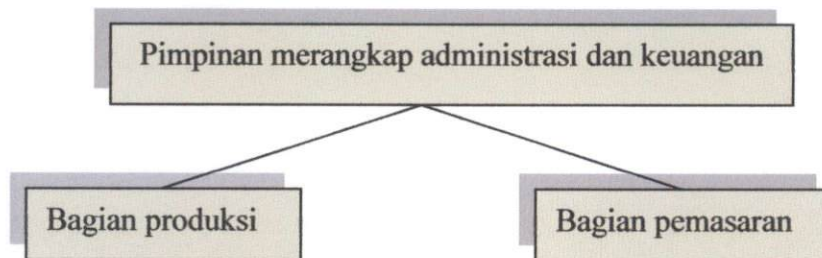 Pimpinan merangkap administrasi dan keuangan
Bagian produksi
Bagian pemasaran